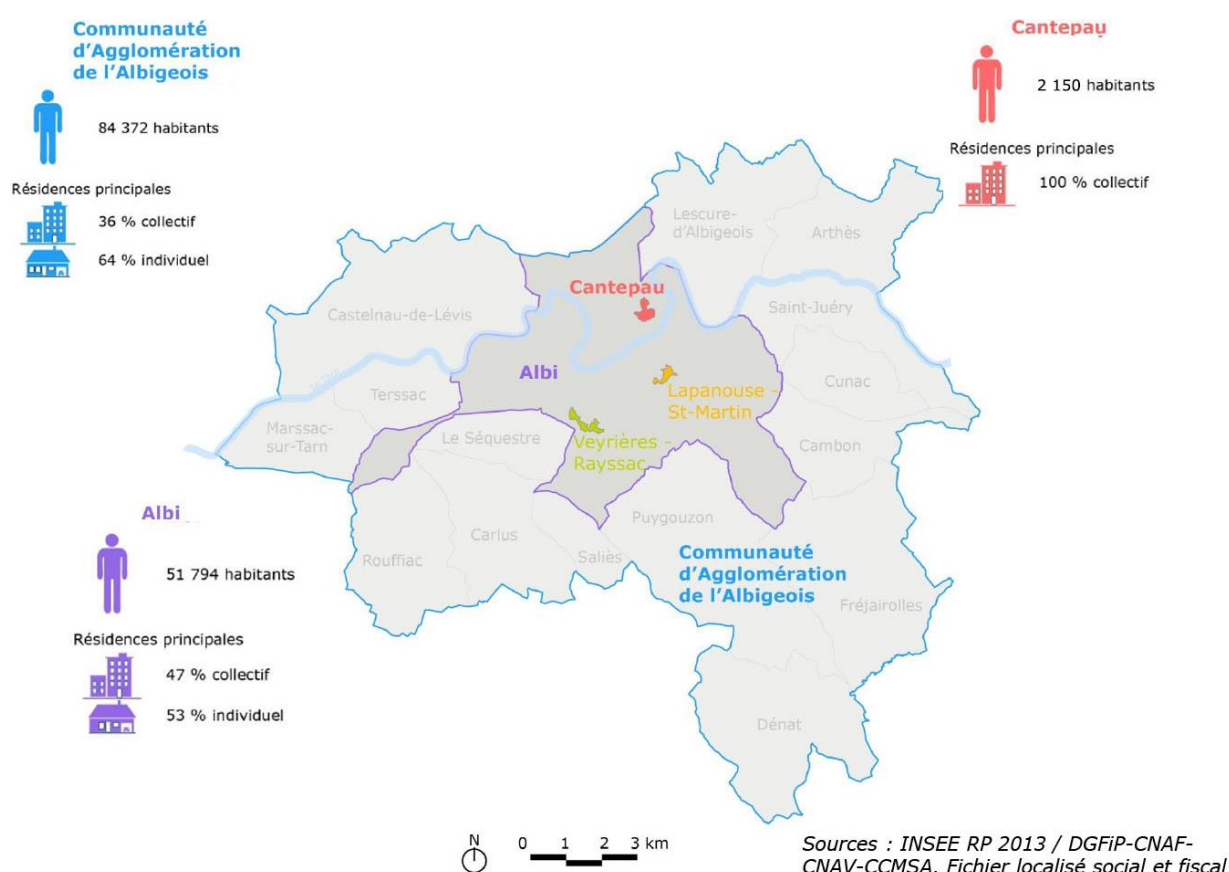 Communauté
d'Agglomération
de l'Albigeois
84 372 habitants
Résidences principales
36 % collectif
64 % individuel
Cantepau
2 150 habitants
Résidences principales
100 % collectif
Lescure-
d'Albigeois
Arthès
Cantepau
Castelnau-de-Lévis
Saint-Juéry
Albi
Terssac
Lapanouse -
St-Martin
Cunac
Marssac-
sur-Tarn
Le Séquestre
Veyrières -
Rayssac
Cambon
Puygouzon
Carlus
Rouffiac
Saliès
Communauté
d'Agglomération
de l'Albigeois
Fréjairolles
Dénat
Albi
51 794 habitants
Résidences principales
47 % collectif
53 % individuel
N
0 1 2 3 km
Sources : INSEE RP 2013 / DGFiP-CNAF-
CNAV-CCMSA, Fichier localisé social et fiscal